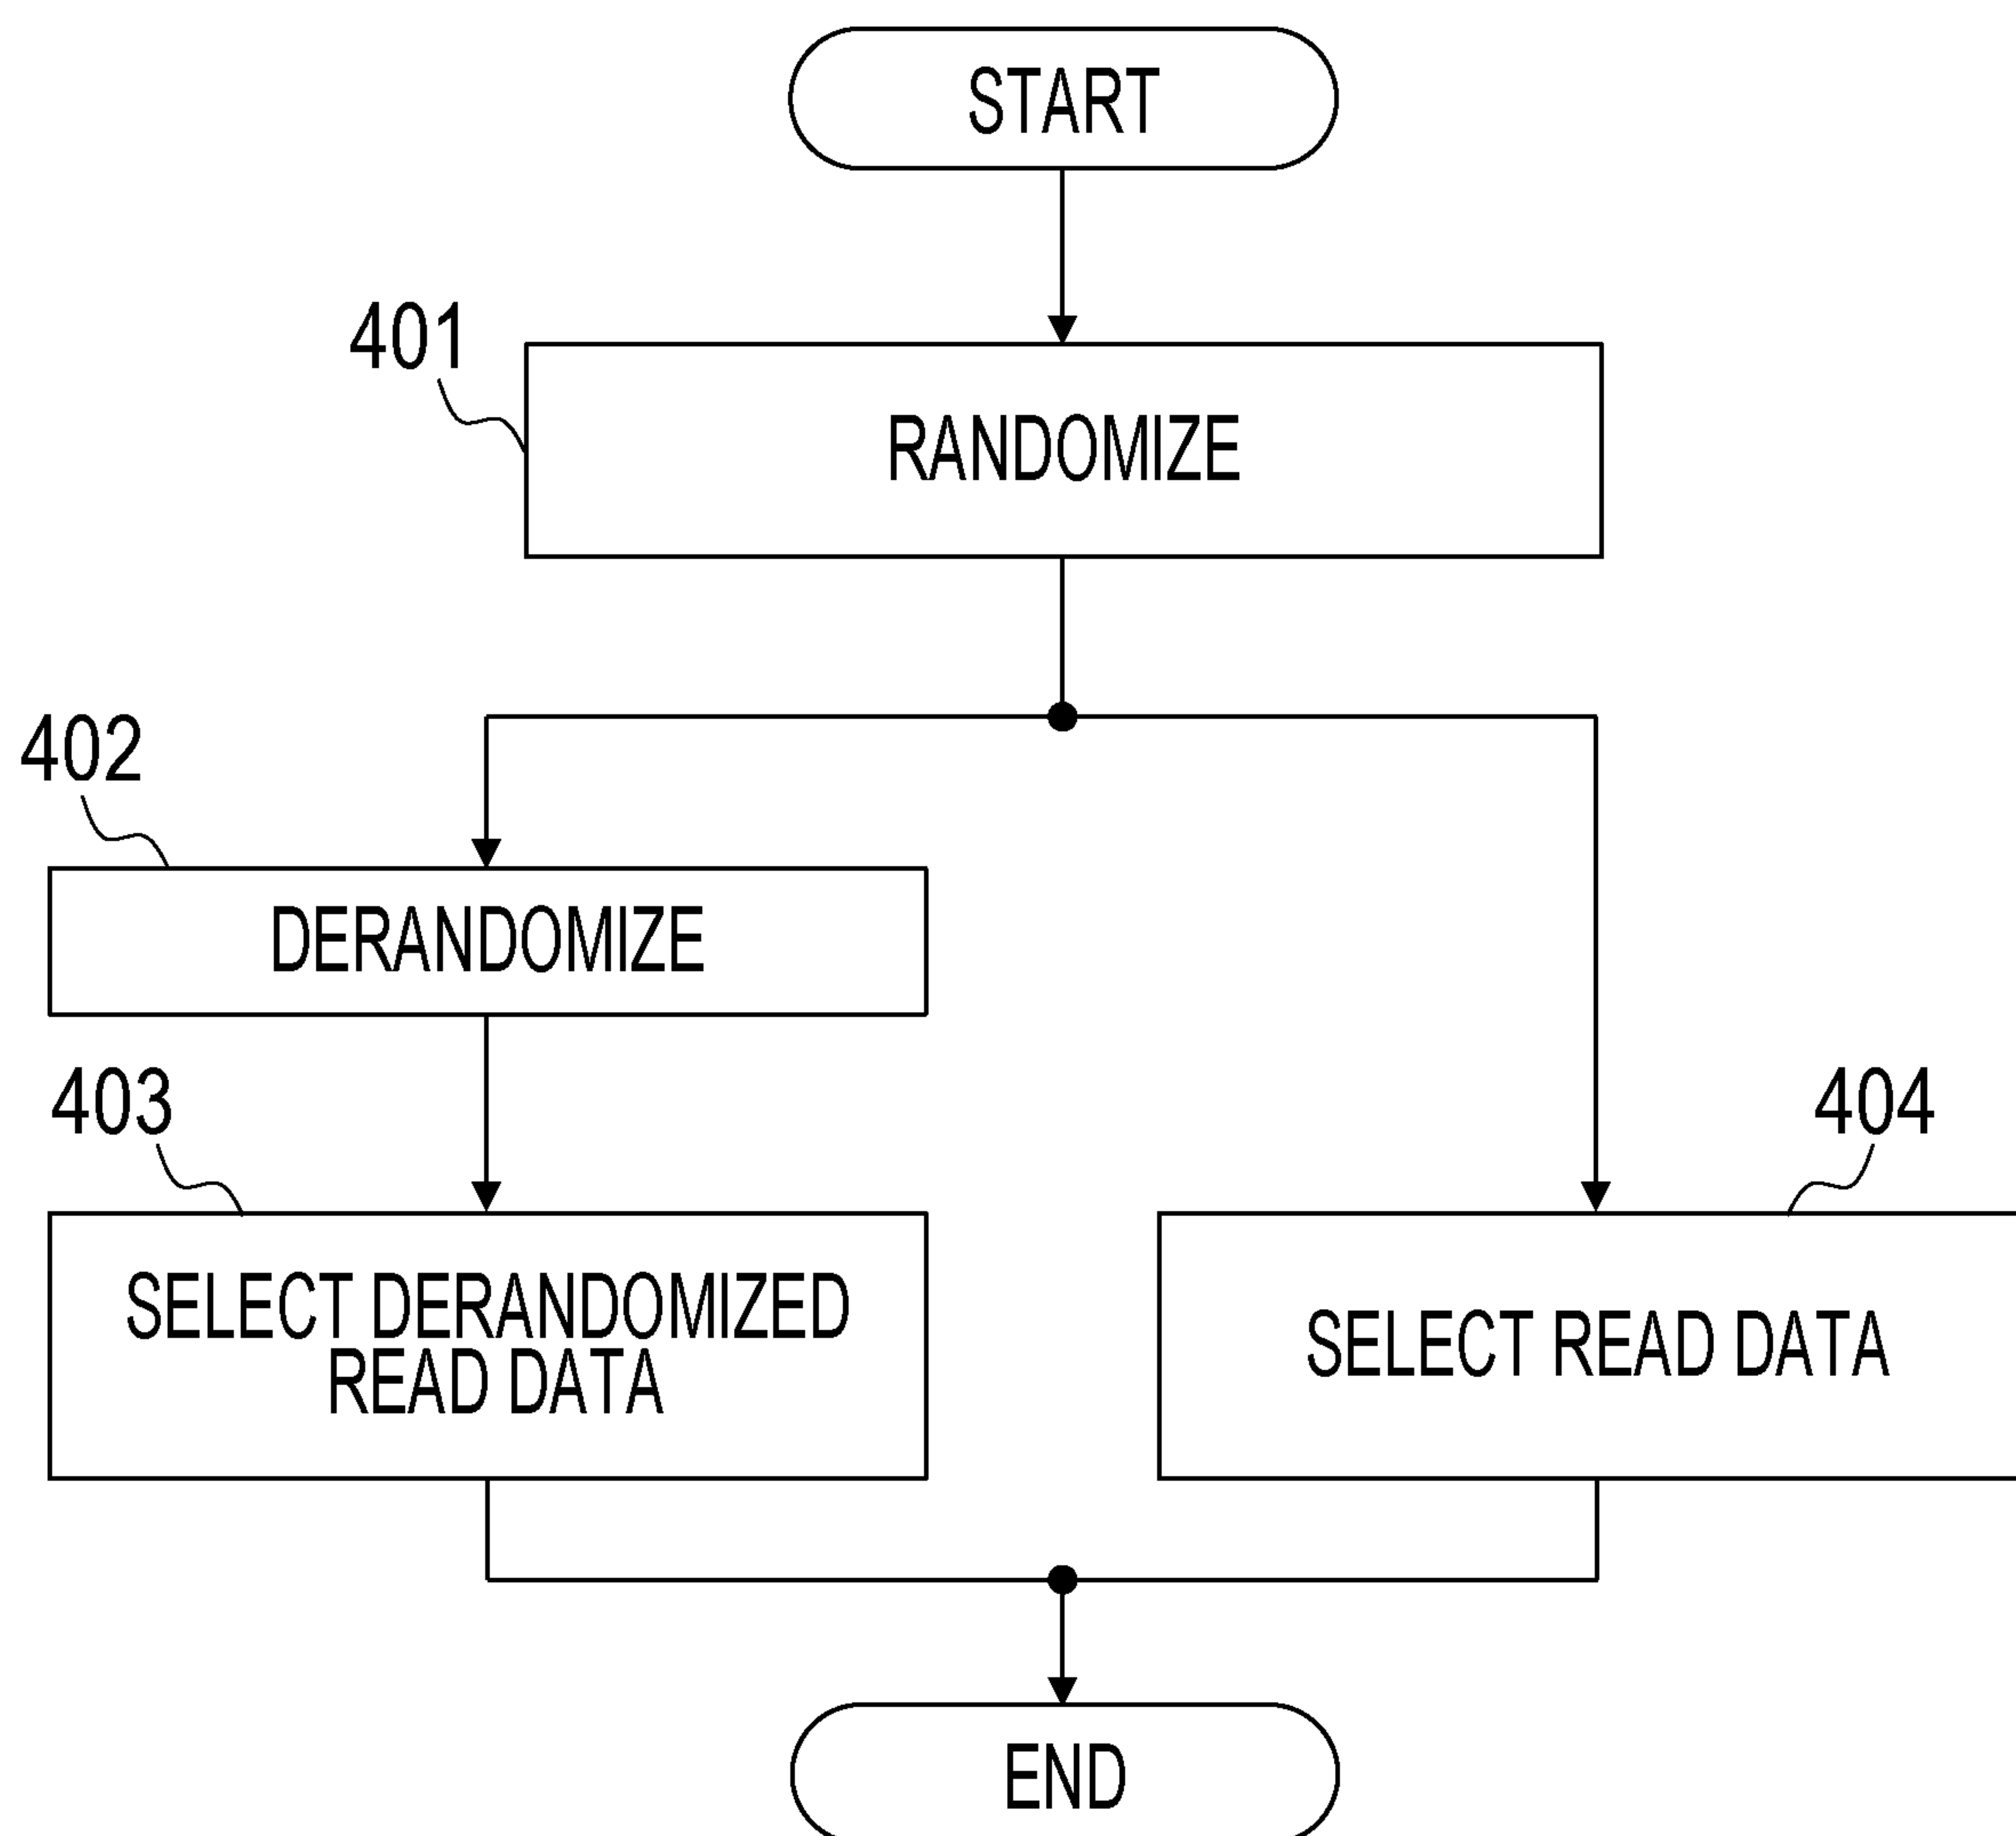 START
401
RANDOMIZE
402
DERANDOMIZE
403
SELECT DERANDOMIZED
READ DATA
404
SELECT READ DATA
END